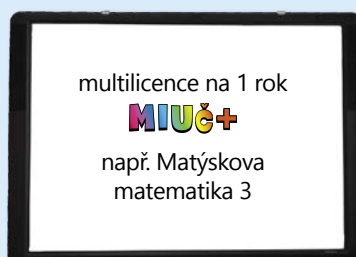 multilicence na 1 rok
MIUč+
např. Matýskova
matematika 3